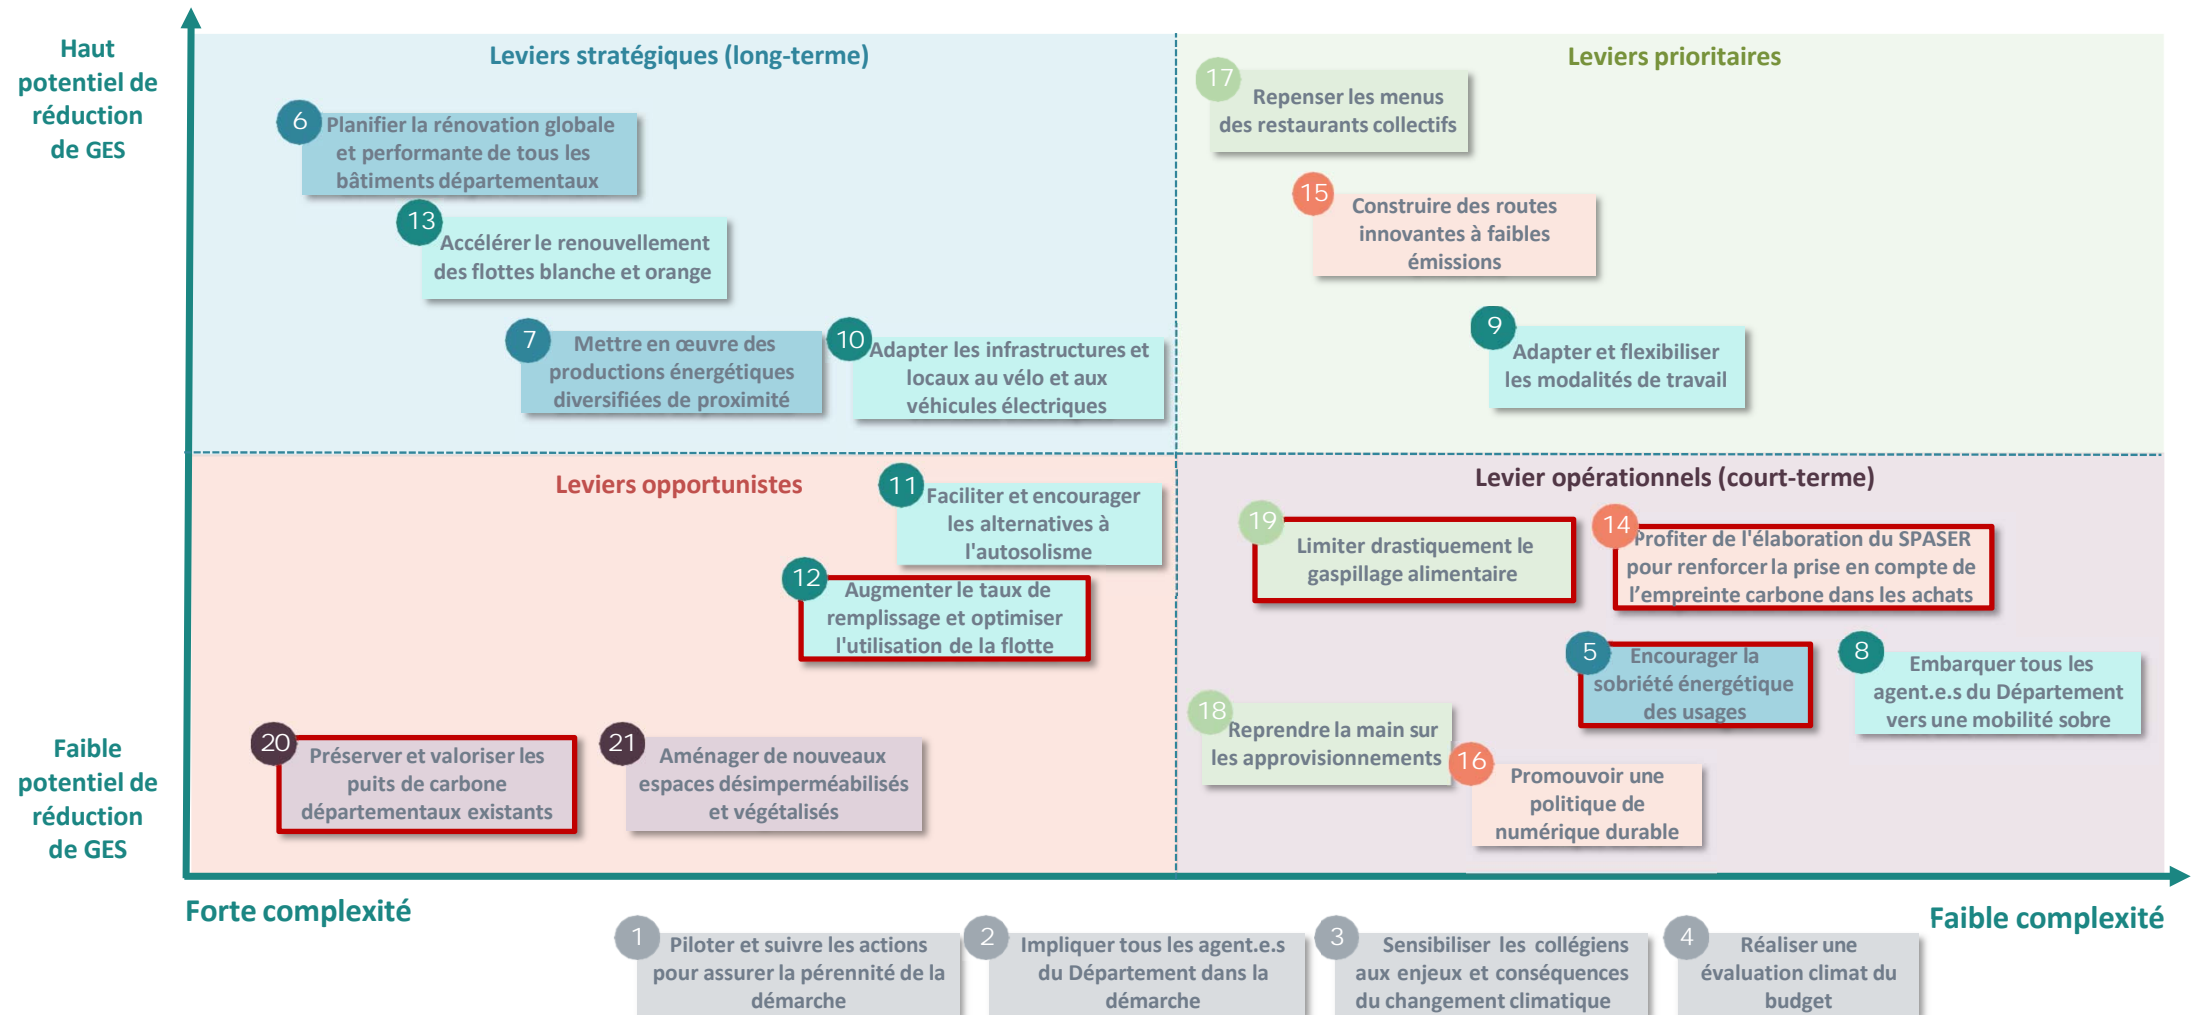 Haut
potentiel de
réduction
de GES
Leviers stratégiques (long-terme)
6
Planifier la rénovation globale
et performante de tous les
bâtiments départementaux
13
Accélérer le renouvellement
des flottes blanche et orange
7
Mettre en œuvre des
productions énergétiques
diversifiées de proximité
10
Adapter les infrastructures et
locaux au vélo et aux
véhicules électriques
Leviers prioritaires
17
Repenser les menus
des restaurants collectifs
15
Construire des routes
innovantes à faibles
émissions
9
Adapter et flexibiliser
les modalités de travail
Leviers opportunistes
11
Faciliter et encourager
les alternatives à
l'autosolisme
12
Augmenter le taux de
remplissage et optimiser
l'utilisation de la flotte
20
Préserver et valoriser les
puits de carbone
départementaux existants
21
Aménager de nouveaux
espaces désimperméabilisés
et végétalisés
Levier opérationnels (court-terme)
19
Limiter drastiquement le
gaspillage alimentaire
14
Profiter de l'élaboration du SPASER
pour renforcer la prise en compte de
l’empreinte carbone dans les achats
5
Encourager la
sobriété énergétique
des usages
8
Embarquer tous les
agent.e.s du Département
vers une mobilité sobre
18
Reprendre la main sur
les approvisionnements
16
Promouvoir une
politique de
numérique durable
Faible
potentiel de
réduction
de GES
Forte complexité
Faible complexité
1
Piloter et suivre les actions
pour assurer la pérennité de la
démarche
2
Impliquer tous les agent.e.s
du Département dans la
démarche
3
Sensibiliser les collégiens
aux enjeux et conséquences
du changement climatique
4
Réaliser une
évaluation climat du
budget